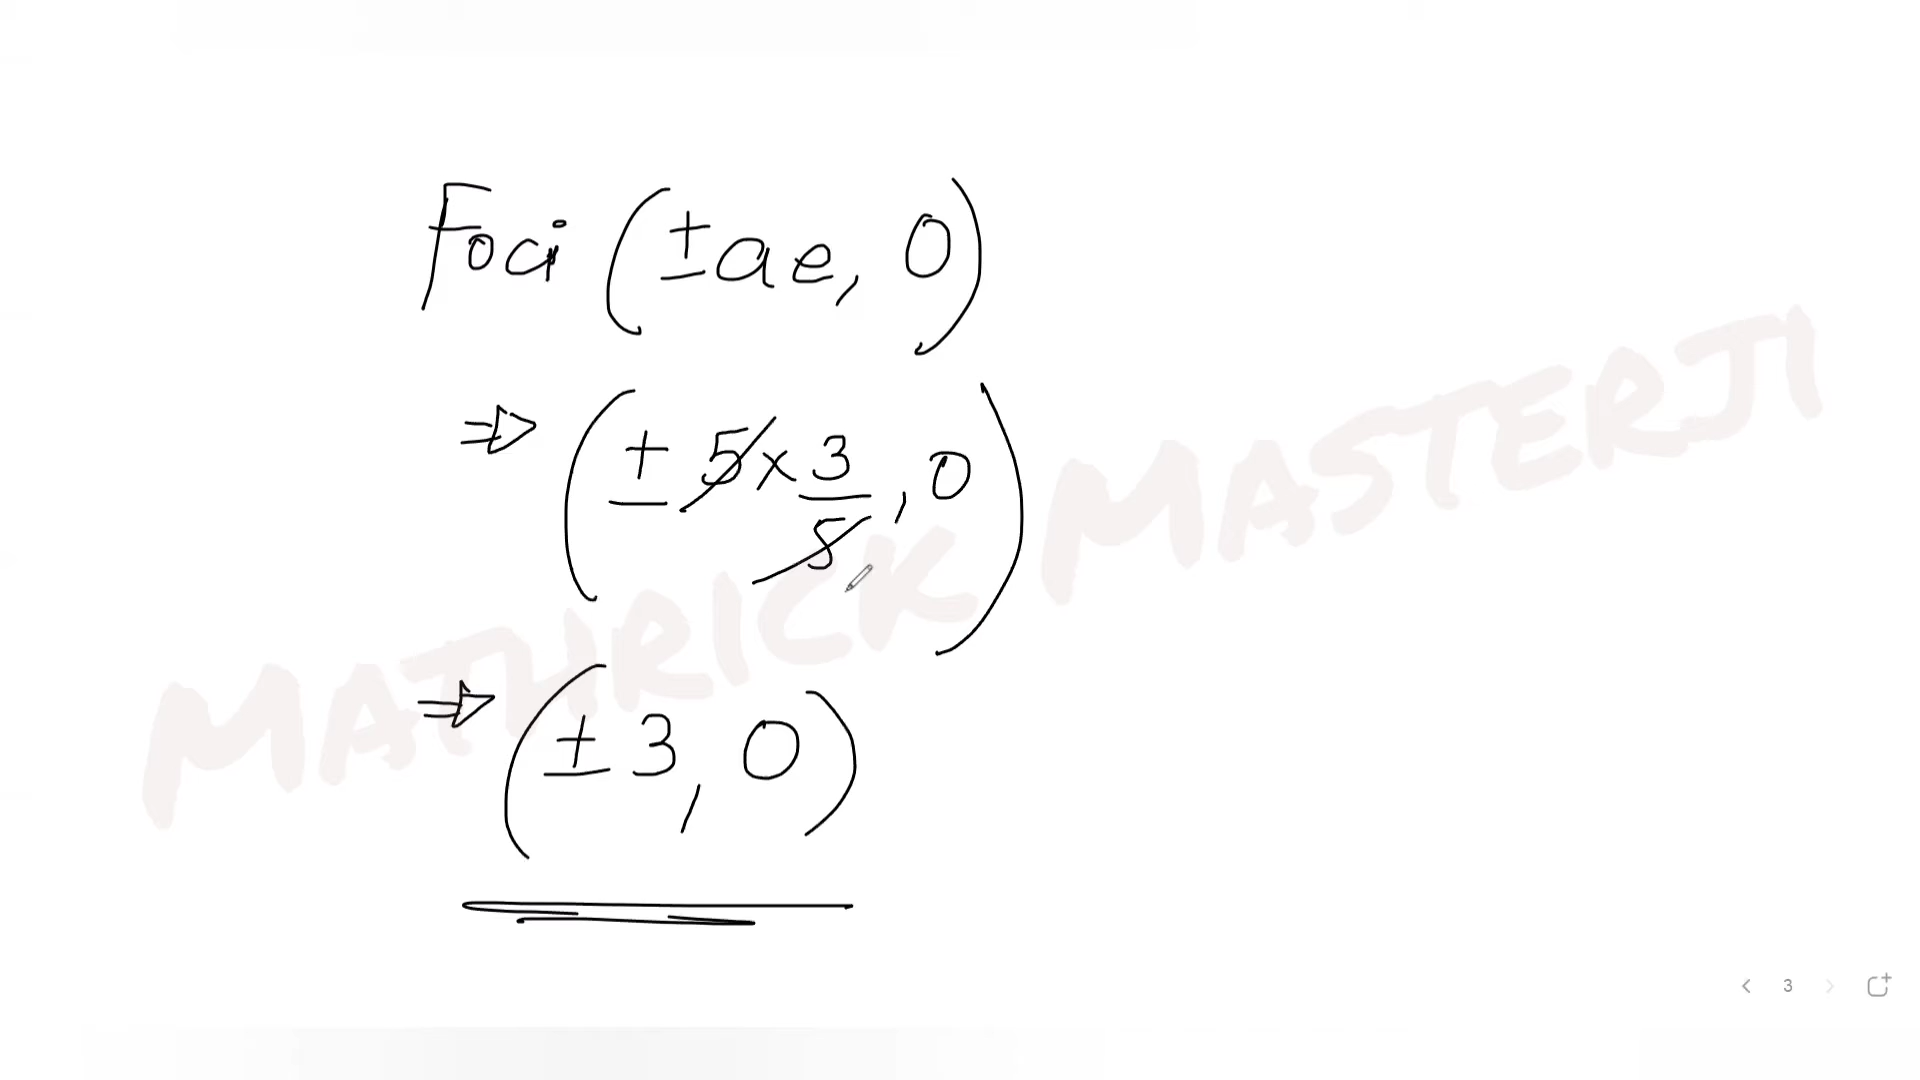 Foci (±ae, 0)
⇒ (± 5 × 3/5, 0)
⇒ (± 3, 0)
MATHRICK MASTERJI
< 3 >